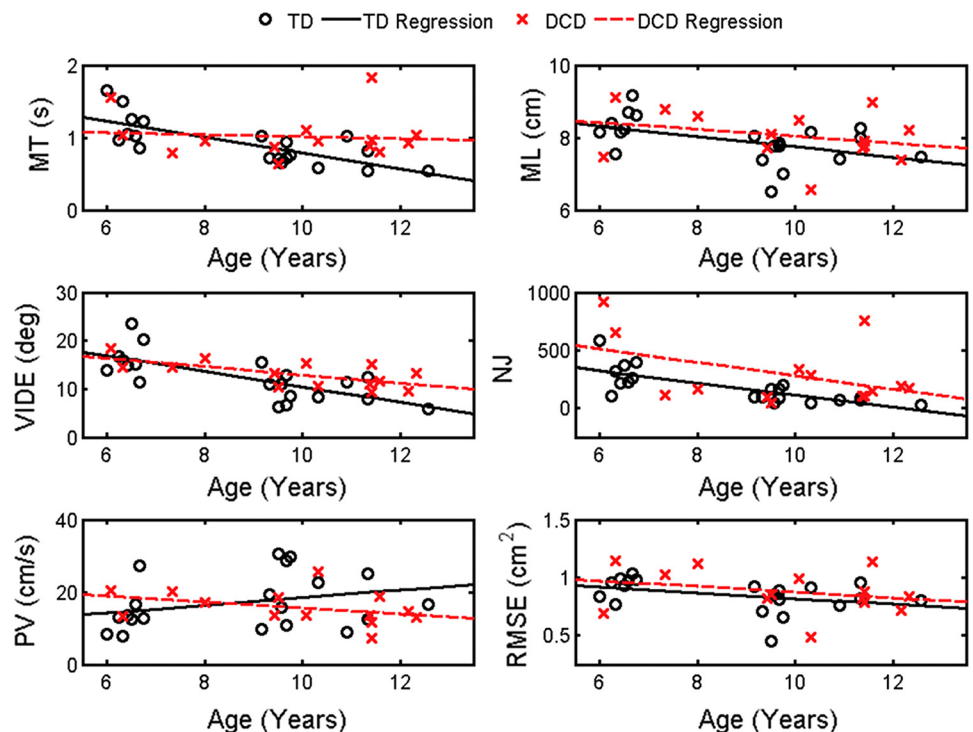 TD TD Regression DCD DCD Regression
2
1
0
MT (s)
6 8 10 12
Age (Years)
10
8
6
ML (cm)
6 8 10 12
Age (Years)
30
20
10
0
VIDE (deg)
6 8 10 12
Age (Years)
1000
500
0
NJ
6 8 10 12
Age (Years)
40
20
0
PV (cm/s)
6 8 10 12
Age (Years)
1.5
1
0.5
RMSE (cm²)
6 8 10 12
Age (Years)